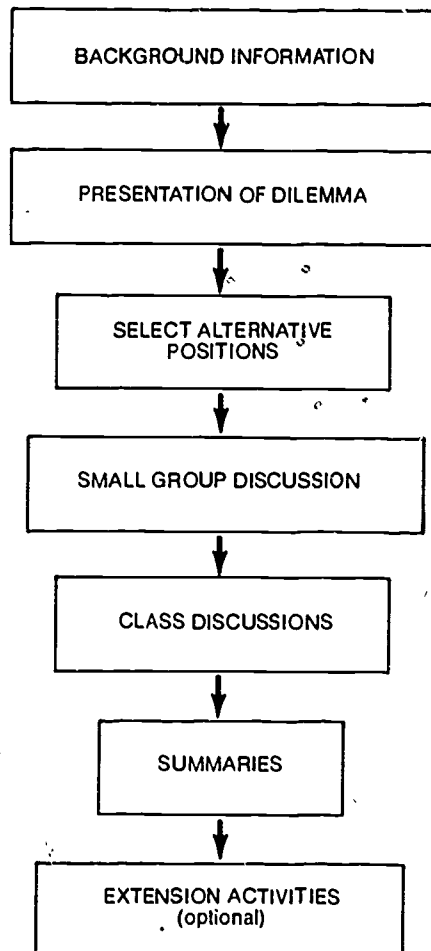 BACKGROUND INFORMATION
PRESENTATION OF DILEMMA
SELECT ALTERNATIVE
POSITIONS
SMALL GROUP DISCUSSION
CLASS DISCUSSIONS
SUMMARIES
EXTENSION ACTIVITIES
(optional)